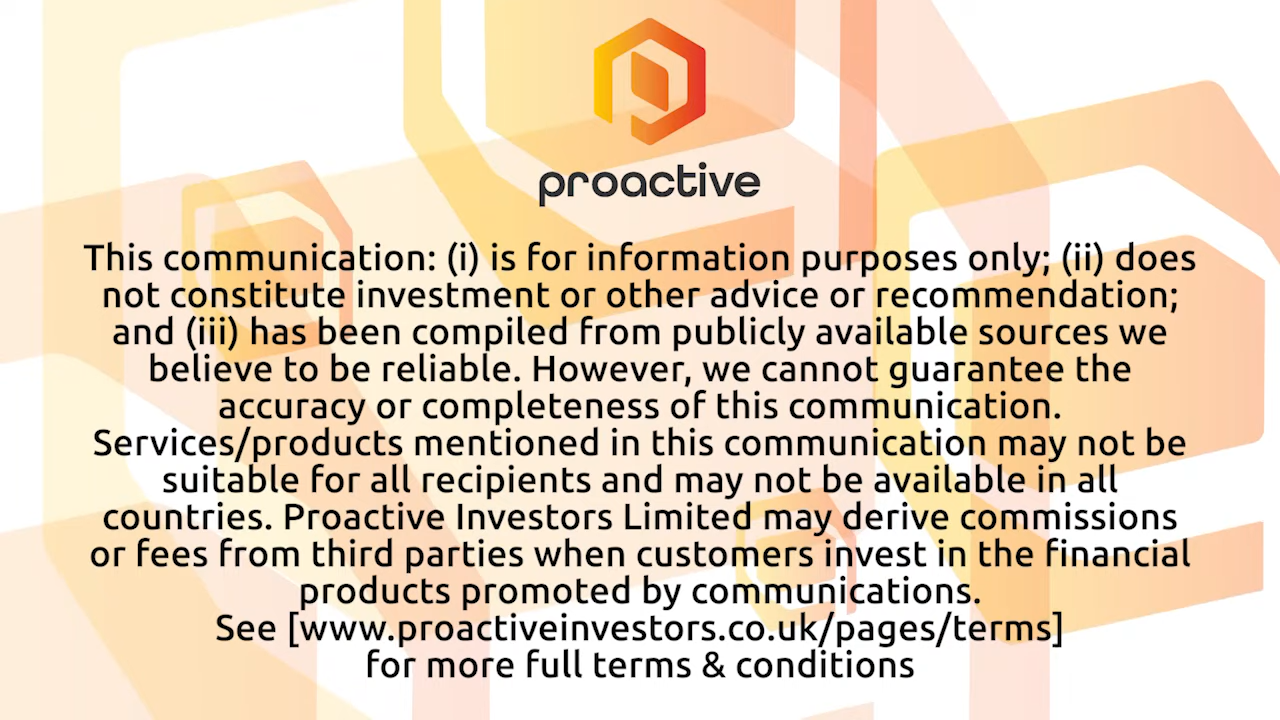 proactive
This communication: (i) is for information purposes only; (ii) does
not constitute investment or other advice or recommendation;
and (iii) has been compiled from publicly available sources we
believe to be reliable. However, we cannot guarantee the
accuracy or completeness of this communication.
Services/products mentioned in this communication may not be
suitable for all recipients and may not be available in all
countries. Proactive Investors Limited may derive commissions
or fees from third parties when customers invest in the financial
products promoted by communications.
See [www.proactiveinvestors.co.uk/pages/terms]
for more full terms & conditions